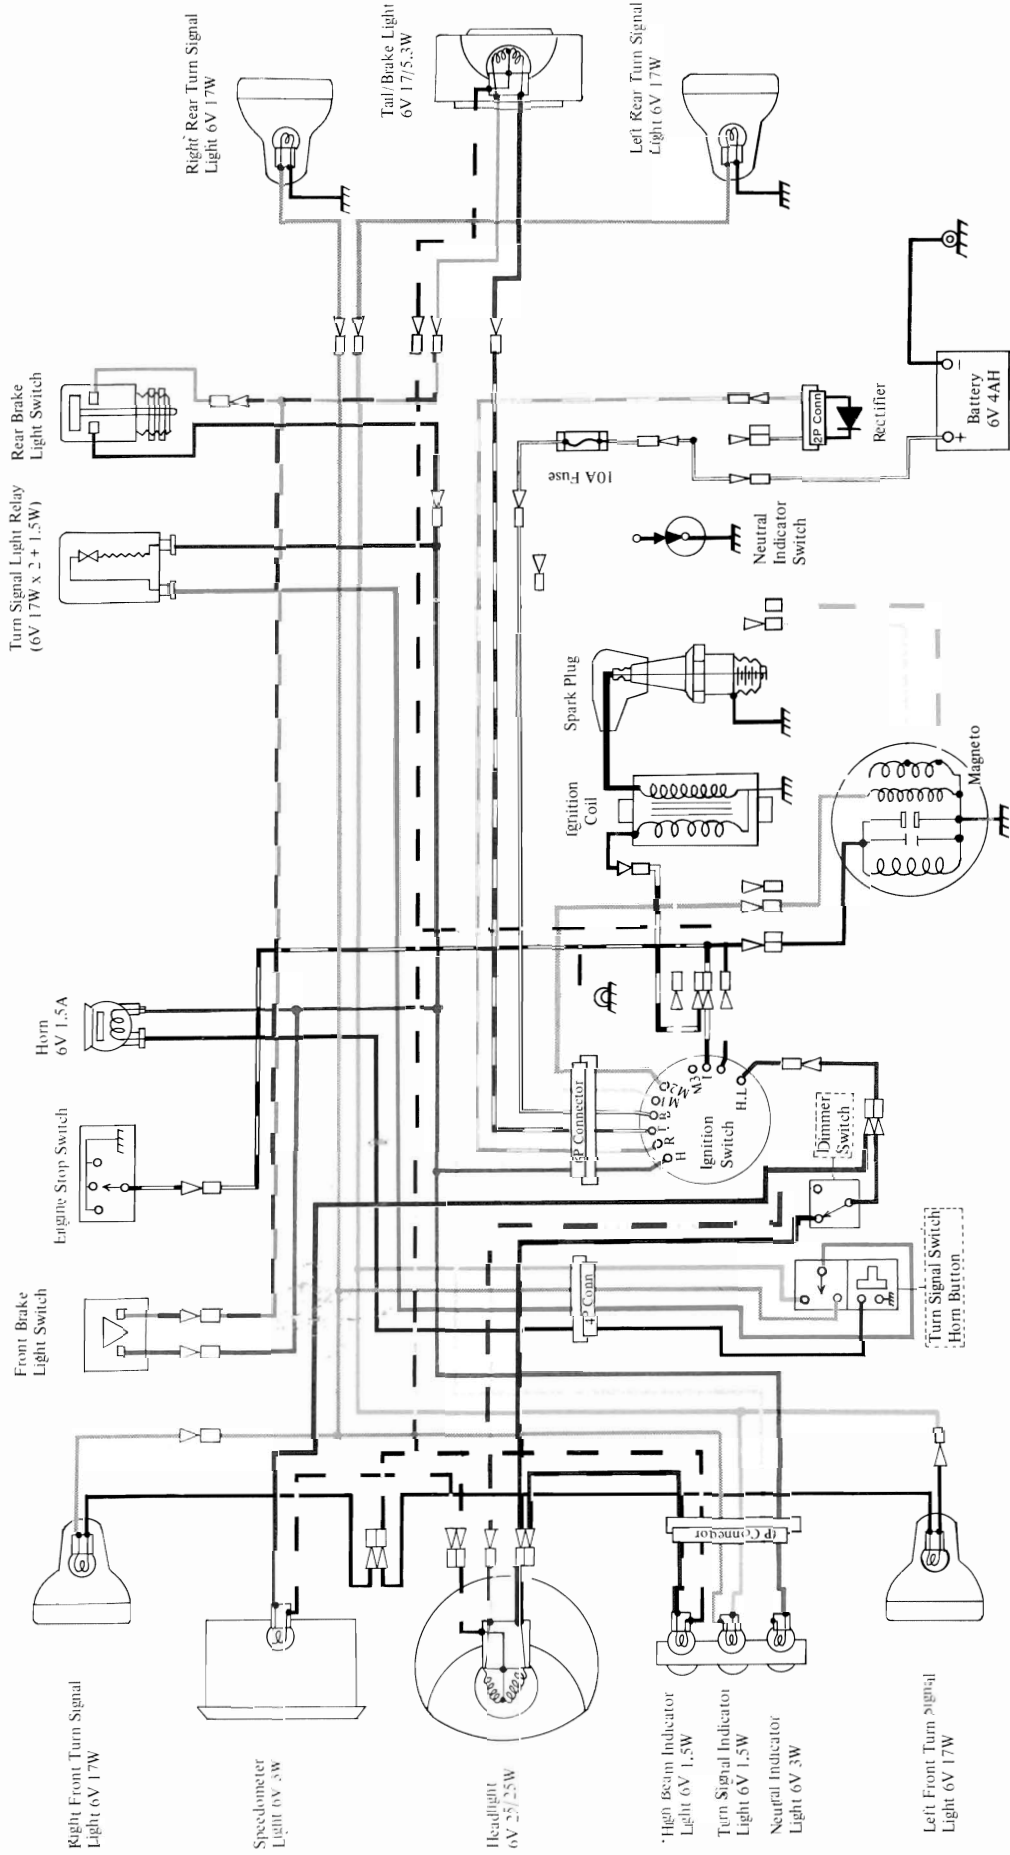 Right Rear Turn Signal
Light 6V 17W
Tail/Brake Light
6V 17/5.3W
Left Rear Turn Signal
Light 6V 17W
Rear Brake
Light Switch
Turn Signal Light Relay
(6V 17W x 2 + 1.5W)
10A Fuse
2P Conn
Rectifier
+
-
Battery
6V 4AH
Neutral
Indicator
Switch
Spark Plug
Ignition
Coil
Magneto
Horn
6V 1.5A
Engine Stop Switch
Front Brake
Light Switch
P Connector
H
R
T
B
M1
M2
M3
I
H.T
Ignition
Switch
Dimmer
Switch
4P Conn
Turn Signal Switch
Horn Button
P Connector
Right Front Turn Signal
Light 6V 17W
Speedometer
Light 6V 3W
Headlight
6V 25/25W
High Beam Indicator
Light 6V 1.5W
Turn Signal Indicator
Light 6V 1.5W
Neutral Indicator
Light 6V 3W
Left Front Turn Signal
Light 6V 17W